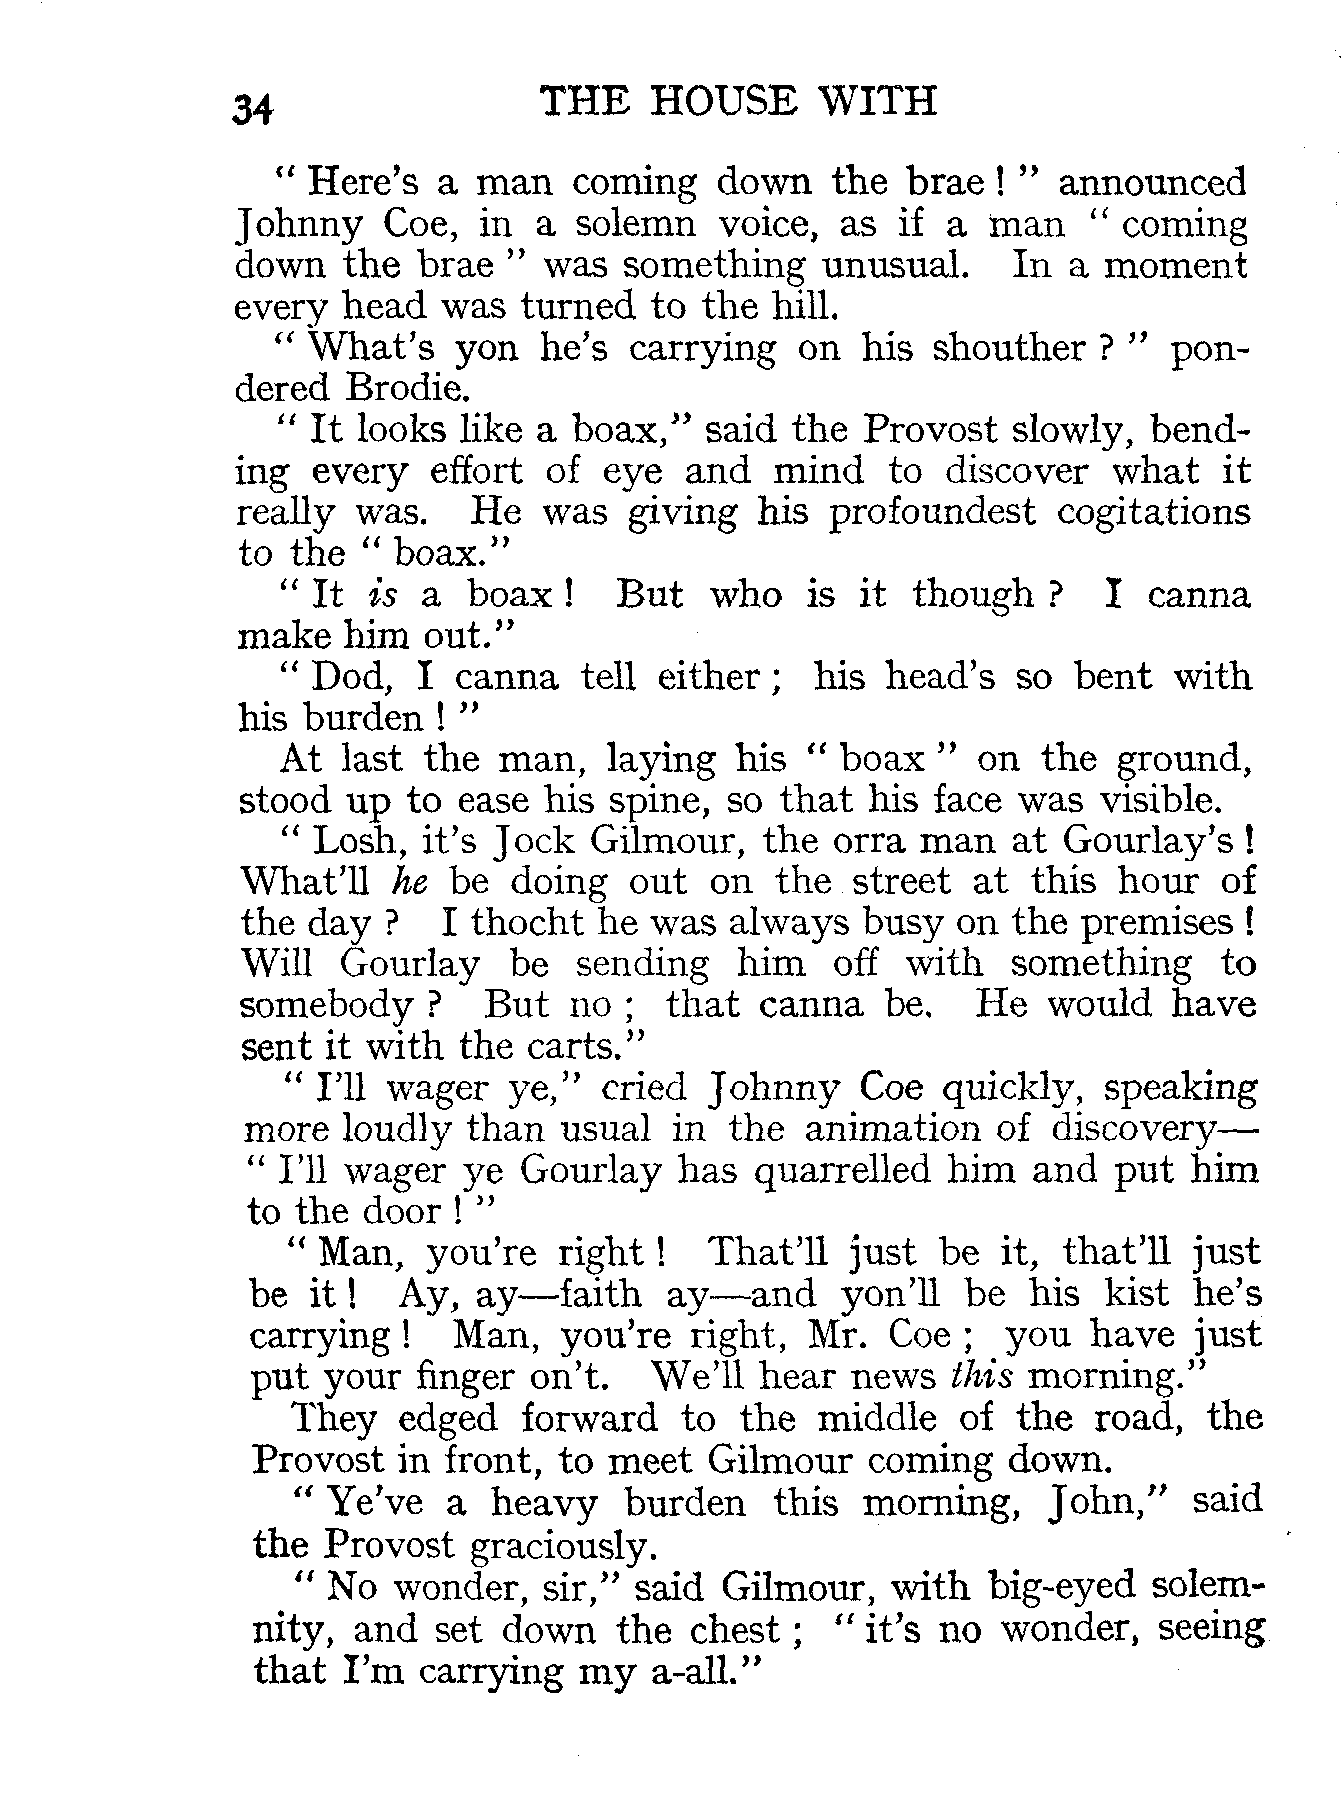 34 THE HOUSE WITH
“ Here’s a man coming down the brae ! ” announced
Johnny Coe, in a solemn voice, as if a man “ coming
down the brae ” was something unusual. In a moment
every head was turned to the hill.
“ What’s yon he’s carrying on his shouther ? ” pon-
dered Brodie.
“ It looks like a boax,” said the Provost slowly, bend-
ing every effort of eye and mind to discover what it
really was. He was giving his profoundest cogitations
to the “ boax.”
“ It is a boax ! But who is it though ? I canna
make him out.”
“ Dod, I canna tell either ; his head’s so bent with
his burden ! ”
At last the man, laying his “ boax ” on the ground,
stood up to ease his spine, so that his face was visible.
“ Losh, it’s Jock Gilmour, the orra man at Gourlay’s !
What’ll he be doing out on the street at this hour of
the day ? I thocht he was always busy on the premises !
Will Gourlay be sending him off with something to
somebody ? But no ; that canna be. He would have
sent it with the carts.”
“ I’ll wager ye,” cried Johnny Coe quickly, speaking
more loudly than usual in the animation of discovery—
“ I’ll wager ye Gourlay has quarrelled him and put him
to the door ! ”
“ Man, you’re right ! That’ll just be it, that’ll just
be it ! Ay, ay—faith ay—and yon’ll be his kist he’s
carrying ! Man, you’re right, Mr. Coe ; you have just
put your finger on’t. We’ll hear news this morning.”
They edged forward to the middle of the road, the
Provost in front, to meet Gilmour coming down.
“ Ye’ve a heavy burden this morning, John,” said
the Provost graciously.
“ No wonder, sir,” said Gilmour, with big-eyed solem-
nity, and set down the chest ; “ it’s no wonder, seeing
that I’m carrying my a-all.”